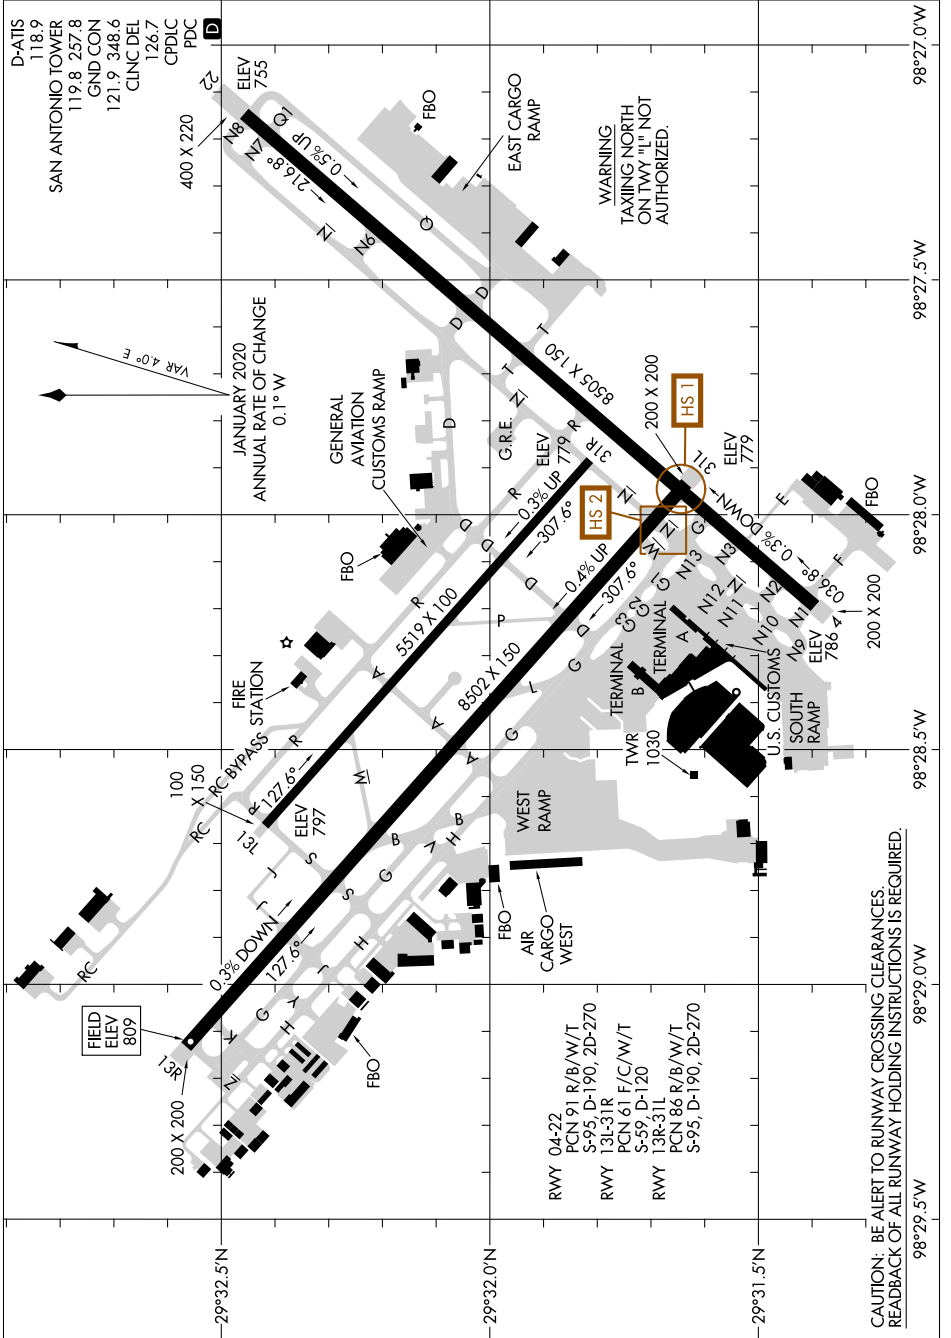 D-ATIS
118.9
SAN ANTONIO TOWER
119.8 257.8
GND CON
121.9 348.6
CLNC DEL
126.7
CPDLC
PDC
D
22
ELEV
755
400 X 220
N8
N7
Q1
216.8°
0.5% UP
FBO
EAST CARGO
RAMP
WARNING
TAXIING NORTH
ON TWY "L" NOT
AUTHORIZED.
N
N6
Q
VAR 4.0° E
JANUARY 2020
ANNUAL RATE OF CHANGE
0.1° W
D
D
T
L
N
8505 X 150
GENERAL
AVIATION
CUSTOMS RAMP
D
G.R.E.
ELEV
779
R
31R
200 X 200
HS 1
31L
ELEV
779
HS 2
N
N
W
G
FBO
R
D
D
D
0.3% UP
307.6°
0.4% UP
307.6°
0.3% DOWN
036.8°
E
F
FBO
FIRE
STATION
R
A
5519 X 100
P
D
8502 X 150
G1
G2
G3
G
N13
N3
N12
N
N11
N2
N10
N1
N9
ELEV
786
4
200 X 200
TERMINAL
B
TERMINAL
A
U.S. CUSTOMS
SOUTH
RAMP
TWR
1030
L
G
A
A
100
X 150
RC BYPASS
RC
R
R
127.6°
13L
ELEV
797
W
B
B
H
V
G
S
S
J
J
WEST
RAMP
FBO
AIR
CARGO
WEST
RC
0.3% DOWN
127.6°
H
J
Y
H
G
K
Z
FIELD
ELEV
809
13R
200 X 200
FBO
RWY 04-22
PCN 91 R/B/W/T
S-95, D-190, 2D-270
RWY 13L-31R
PCN 61 F/C/W/T
S-59, D-120
RWY 13R-31L
PCN 86 R/B/W/T
S-95, D-190, 2D-270
CAUTION: BE ALERT TO RUNWAY CROSSING CLEARANCES.
READBACK OF ALL RUNWAY HOLDING INSTRUCTIONS IS REQUIRED.
29°32.5'N
29°32.0'N
29°31.5'N
98°27.0'W
98°27.5'W
98°28.0'W
98°28.5'W
98°29.0'W
98°29.5'W